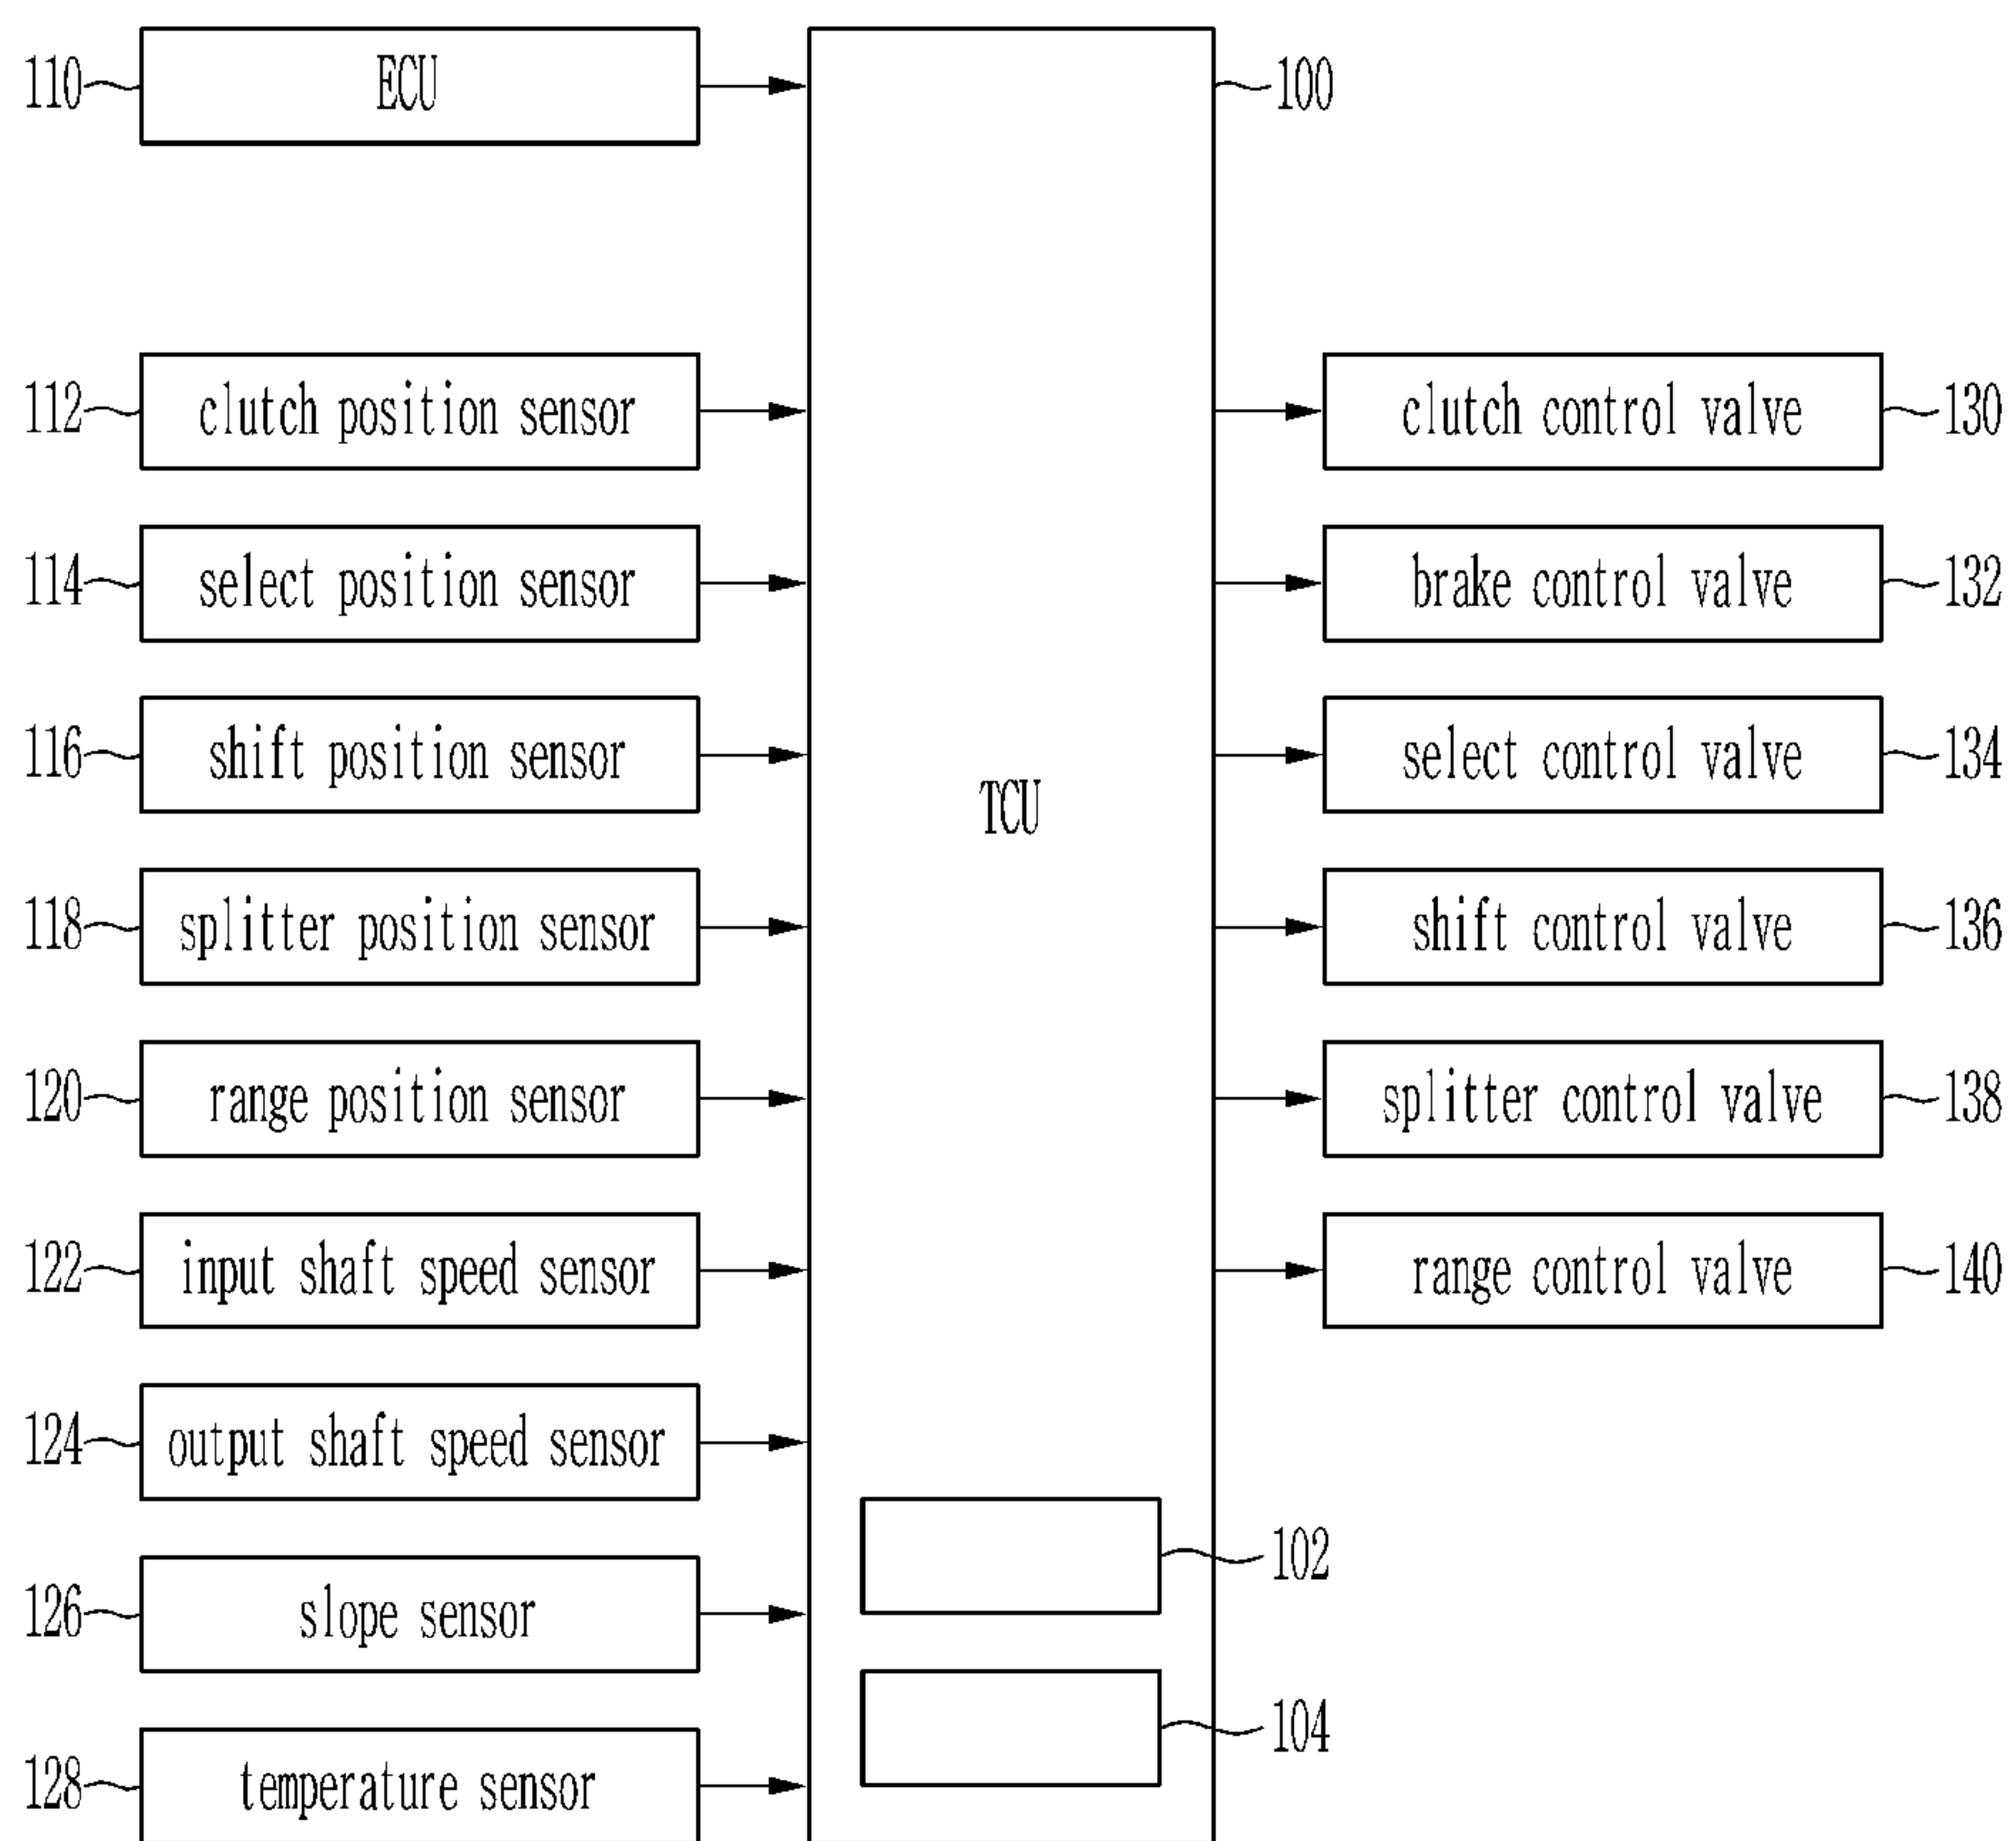 110 ECU 100
112 clutch position sensor clutch control valve 130
114 select position sensor brake control valve 132
116 shift position sensor select control valve 134
TCU
118 splitter position sensor shift control valve 136
120 range position sensor splitter control valve 138
122 input shaft speed sensor range control valve 140
124 output shaft speed sensor
102
126 slope sensor
104
128 temperature sensor